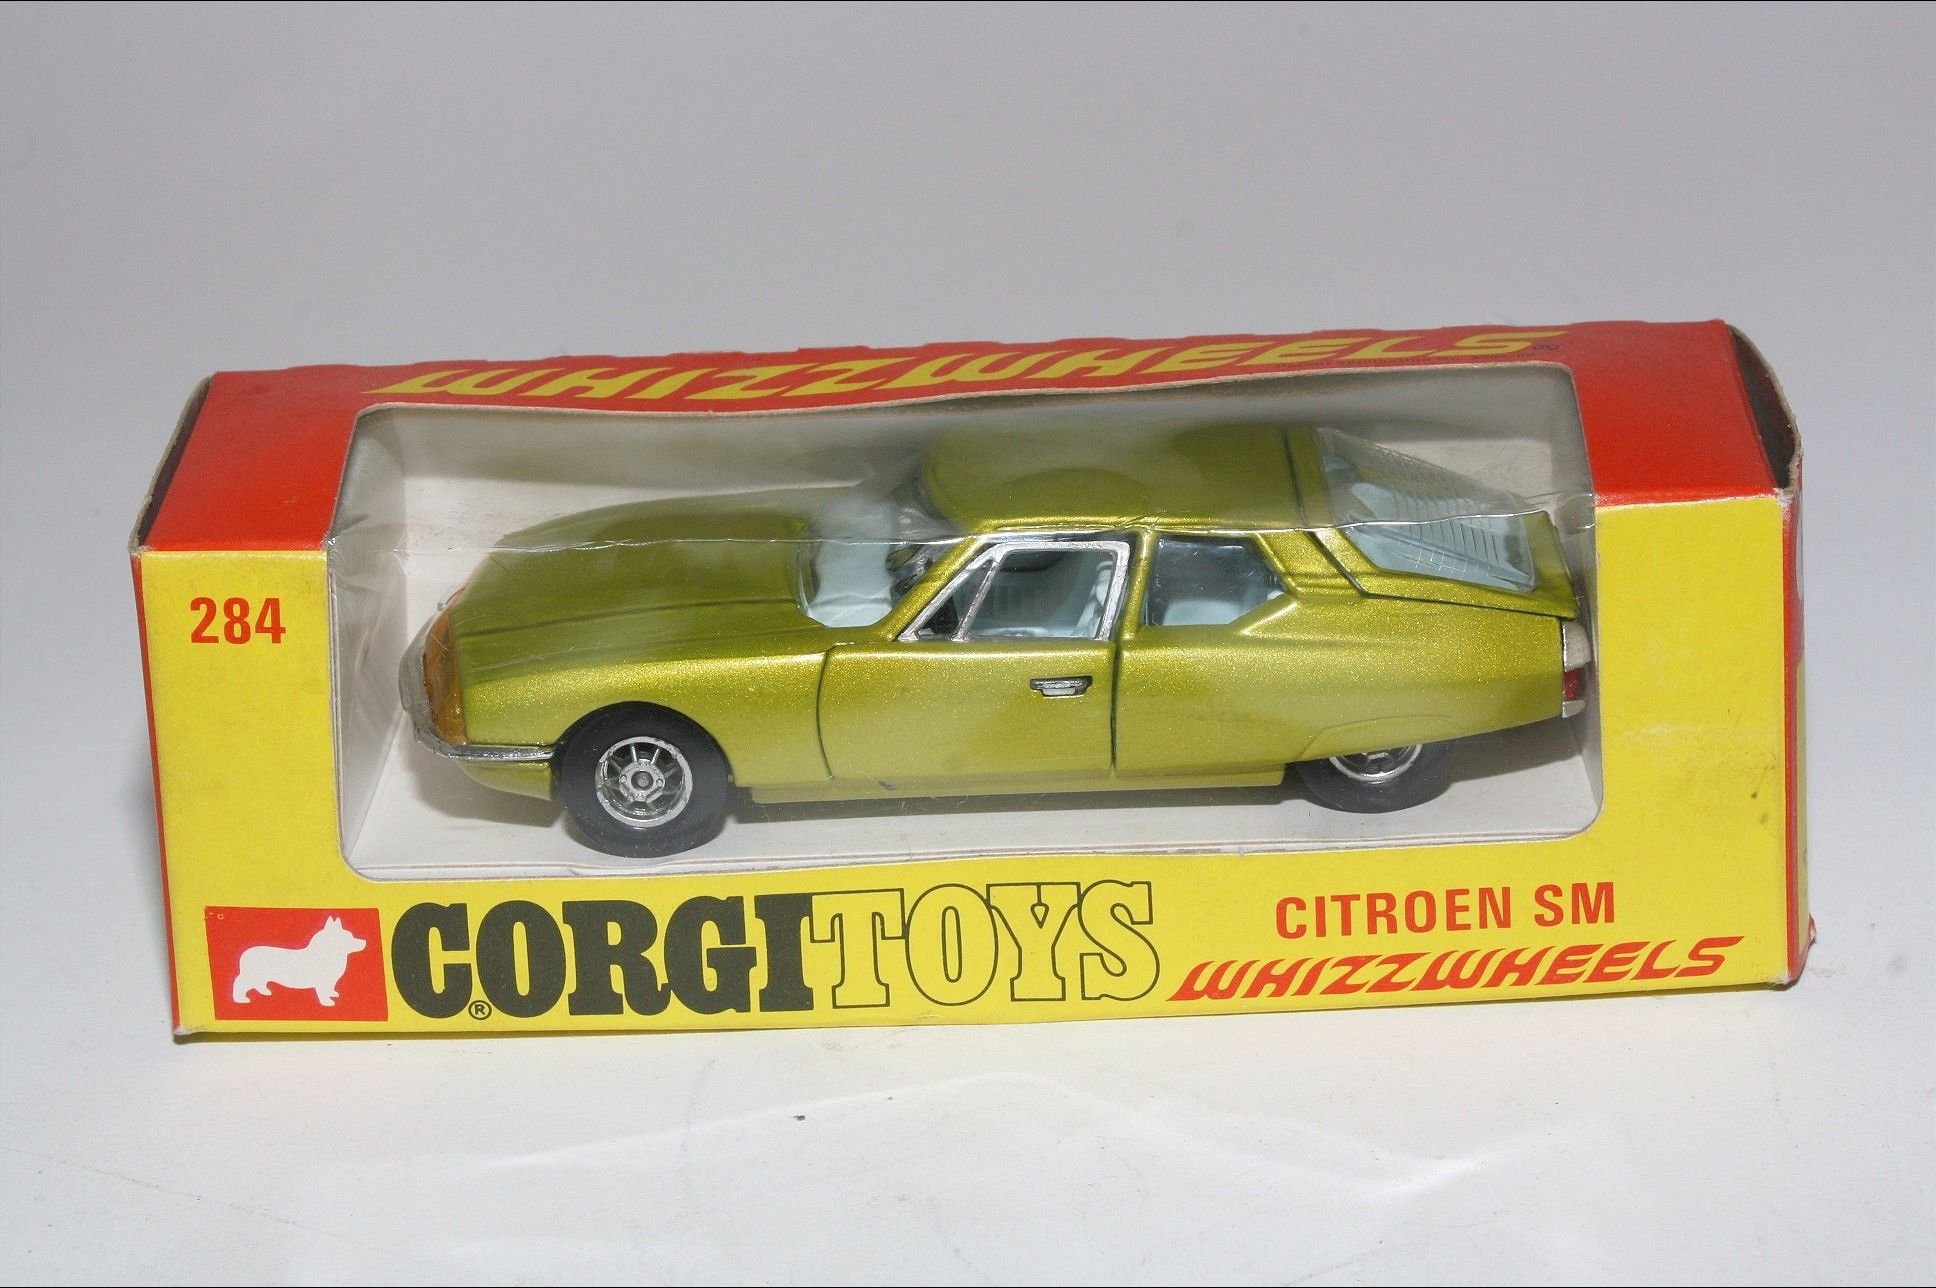 WHIZZWHEELS®
284
CORGI® TOYS
CITROEN SM
WHIZZWHEELS